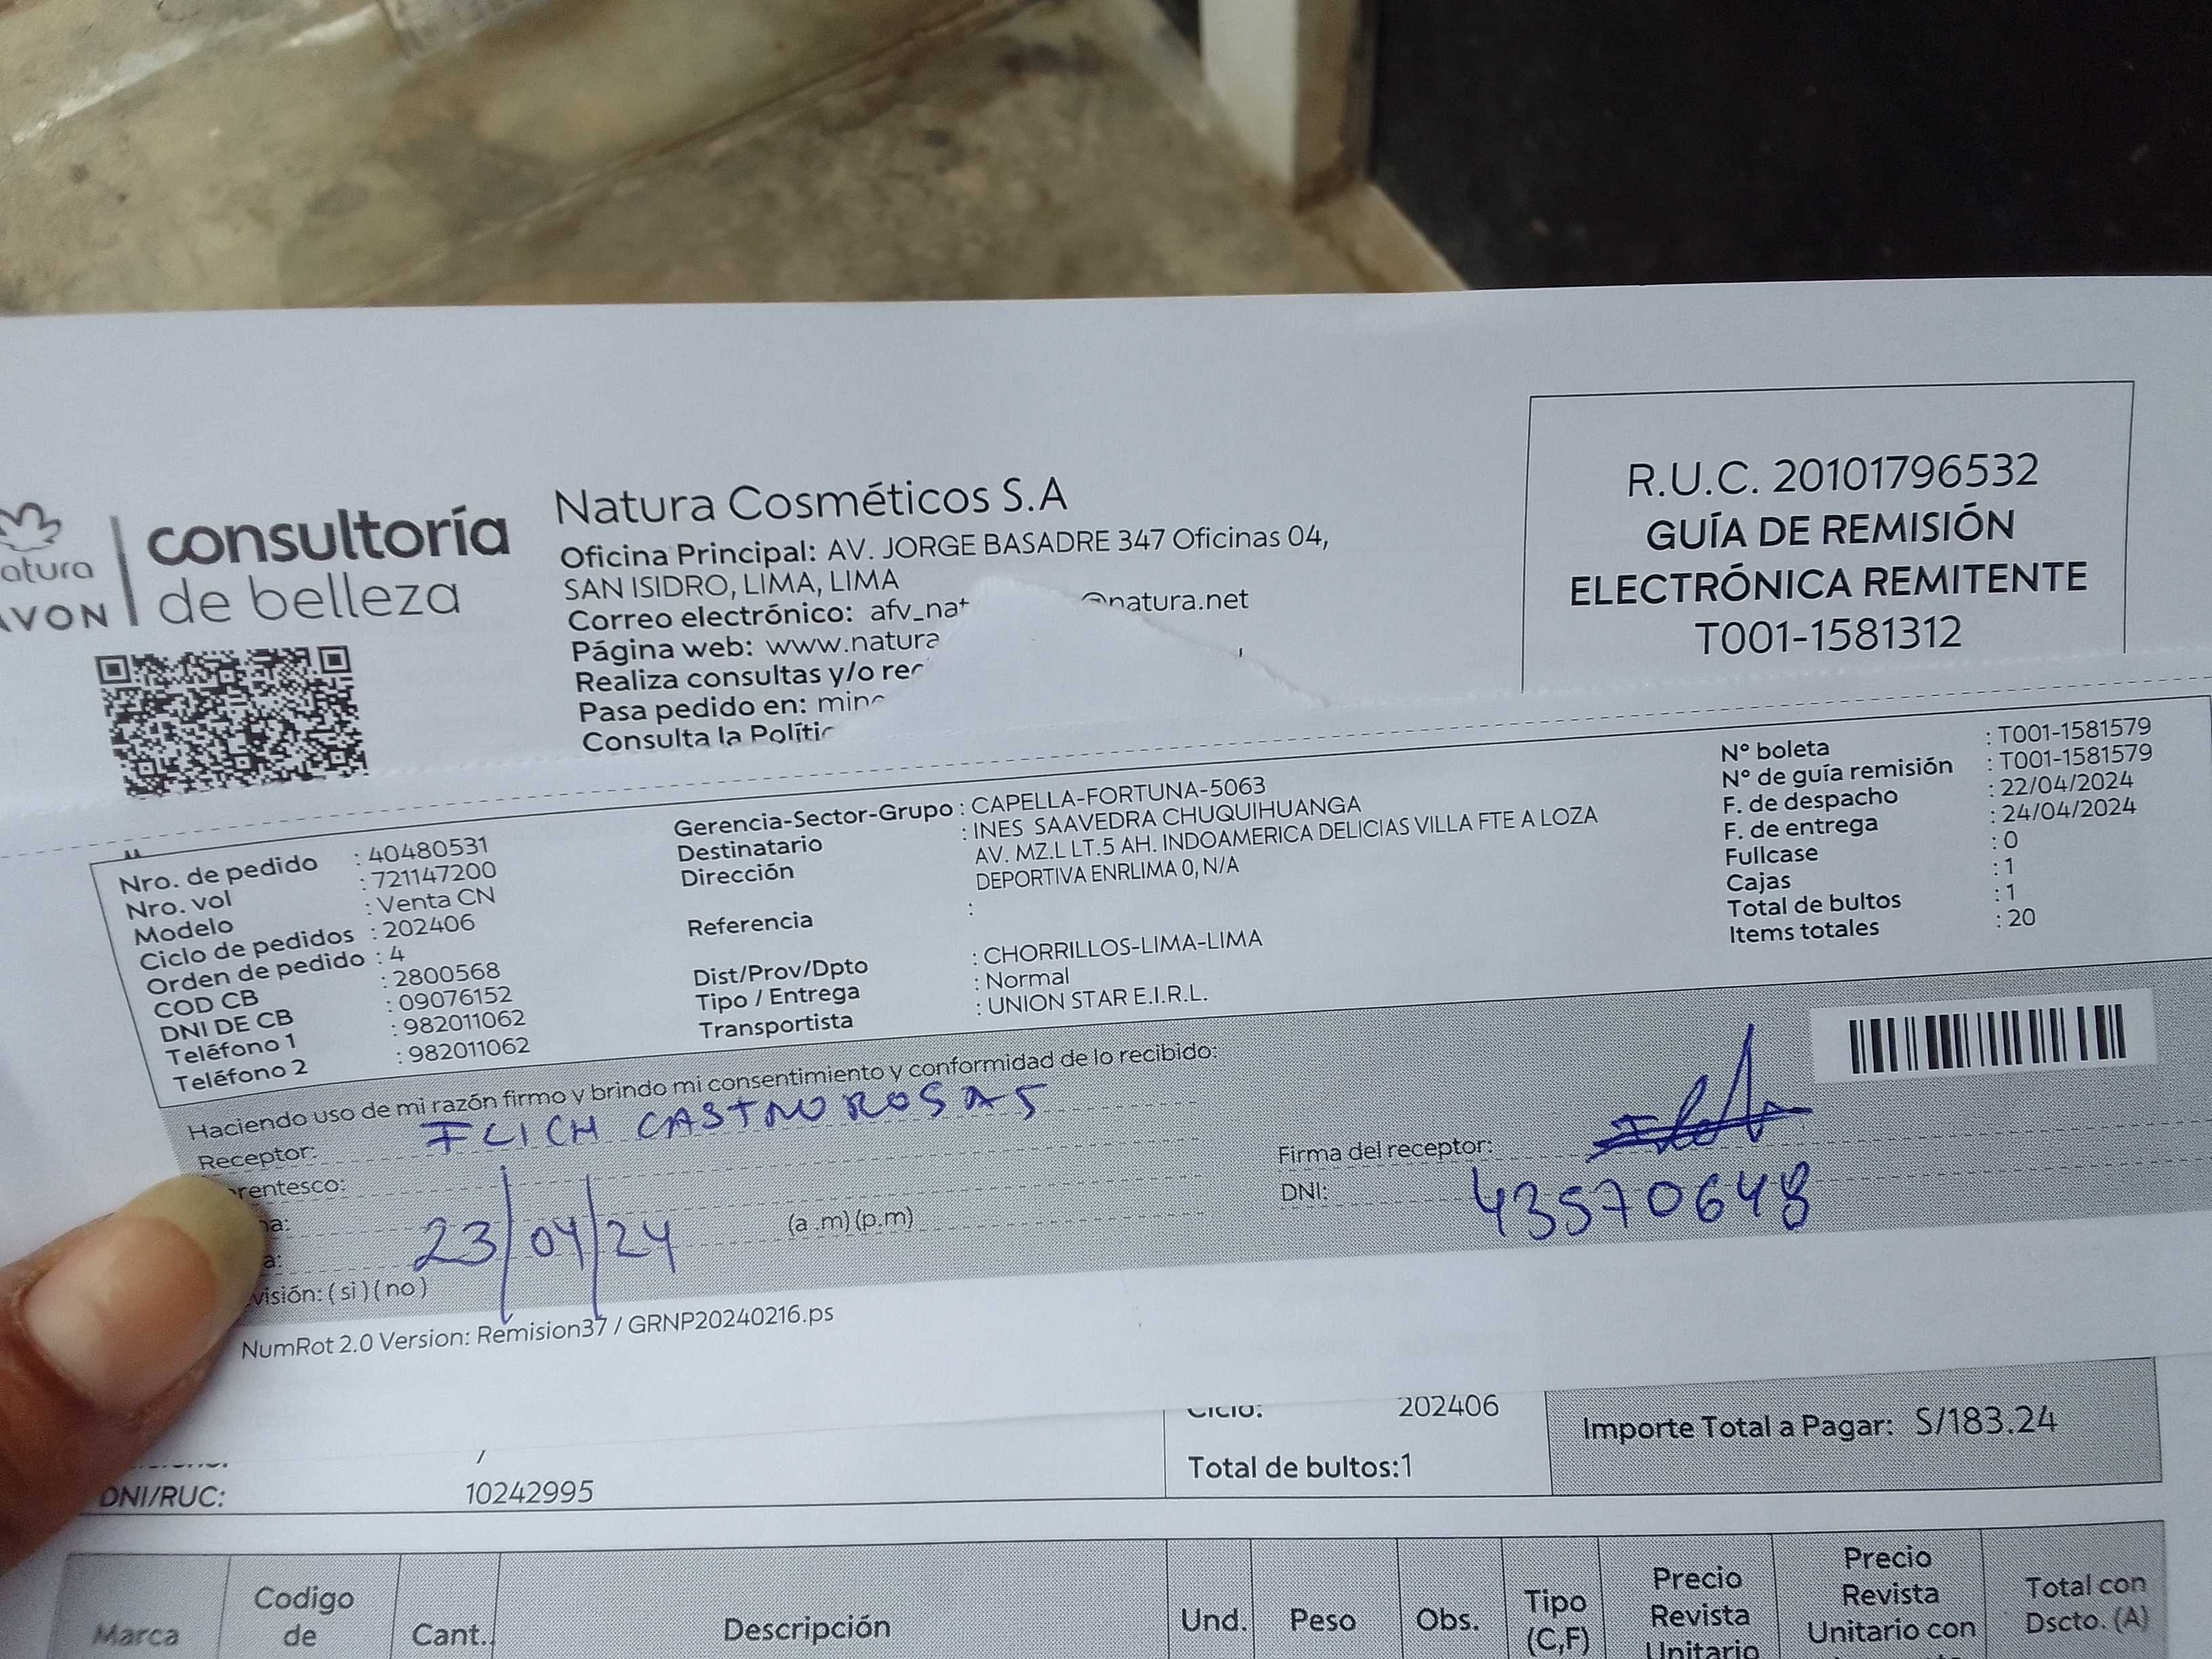 natura
AVON
consultoría
de belleza
Natura Cosméticos S.A
Oficina Principal: AV. JORGE BASADRE 347 Oficinas 04,
SAN ISIDRO, LIMA, LIMA
Correo electrónico: afv_nat @natura.net
Página web: www.natura
Realiza consultas y/o rec
Pasa pedido en:
Consulta la Polític
R.U.C. 20101796532
GUÍA DE REMISIÓN
ELECTRÓNICA REMITENTE
T001-1581312
Nro. de pedido : 40480531
Nro. vol : 721147200
Modelo : Venta CN
Ciclo de pedidos : 202406
Orden de pedido : 4
COD CB : 2800568
DNI DE CB : 09076152
Teléfono 1 : 982011062
Teléfono 2 : 982011062
Gerencia-Sector-Grupo : CAPELLA-FORTUNA-5063
Destinatario : INES SAAVEDRA CHUQUIHUANGA
Dirección AV. MZ.L LT.5 AH. INDOAMERICA DELICIAS VILLA FTE A LOZA
DEPORTIVA ENRLIMA 0, N/A
Referencia :
Dist/Prov/Dpto : CHORRILLOS-LIMA-LIMA
Tipo / Entrega : Normal
Transportista : UNION STAR E.I.R.L.
N° boleta : T001-1581579
N° de guía remisión : T001-1581579
F. de despacho : 22/04/2024
F. de entrega : 24/04/2024
Fullcase : 0
Cajas : 1
Total de bultos : 1
Items totales : 20
Haciendo uso de mi razón firmo y brindo mi consentimiento y conformidad de lo recibido:
Receptor: CASTRO ROSAS
rentesco:
23/04/24 (a.m) (p.m)
visión: (si) (no)
Firma del receptor:
DNI: 43570648
NumRot 2.0 Version: Remision37 / GRNP20240216.ps
DNI/RUC: 10242995
Ciclo: 202406
Total de bultos:1
Importe Total a Pagar: S/183.24
Marca
Codigo
de
Cant.
Descripción
Und.
Peso
Obs.
Tipo
(C,F)
Precio
Revista
Unitario
Precio
Revista
Unitario con
Total con
Dscto. (A)